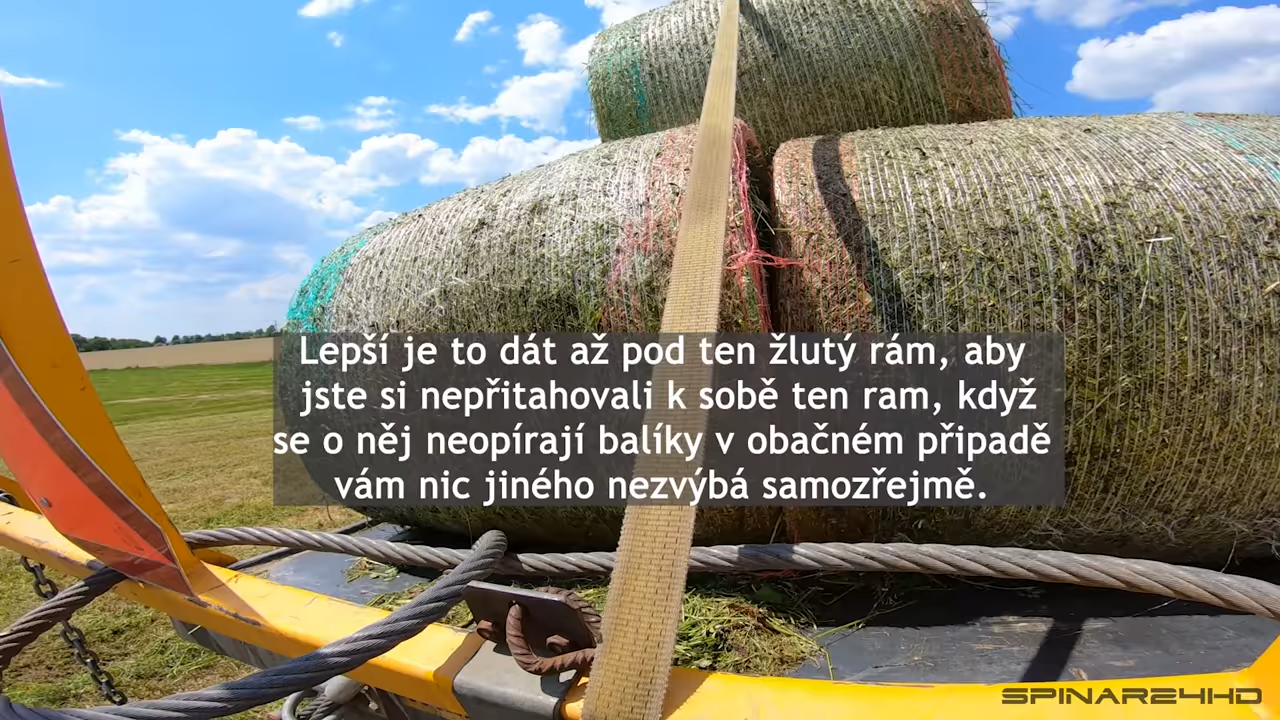 Lepší je to dát až pod ten žlutý rám, aby
jste si nepřitahovali k sobě ten ram, když
se o něj neopírají balíky v obačném připadě
vám nic jiného nezvýbá samozřejmě.
SPINAR24HD